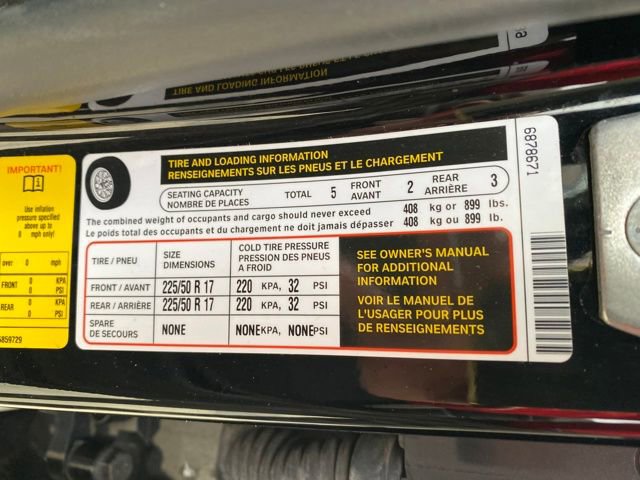 TIRE AND LOADING INFORMATION
IMPORTANT!
Use inflation
pressure specified
above up to
0 mph only!
over 0 mph
FRONT 0 KPA
0 PSI
REAR 0 KPA
0 PSI
6859729
TIRE AND LOADING INFORMATION
RENSEIGNEMENTS SUR LES PNEUS ET LE CHARGEMENT
SEATING CAPACITY
NOMBRE DE PLACES
TOTAL 5
FRONT
AVANT 2
REAR
ARRIÈRE 3
The combined weight of occupants and cargo should never exceed 408 kg or 899 lbs.
Le poids total des occupants et du chargement ne doit jamais dépasser 408 kg ou 899 lb.
TIRE / PNEU
SIZE
DIMENSIONS
COLD TIRE PRESSURE
PRESSION DES PNEUS
A FROID
FRONT / AVANT 225/50 R 17 220 KPA, 32 PSI
REAR / ARRIÈRE 225/50 R 17 220 KPA, 32 PSI
SPARE
DE SECOURS
NONE NONE KPA, NONE PSI
SEE OWNER'S MANUAL
FOR ADDITIONAL
INFORMATION
VOIR LE MANUEL DE
L'USAGER POUR PLUS
DE RENSEIGNEMENTS
6878671